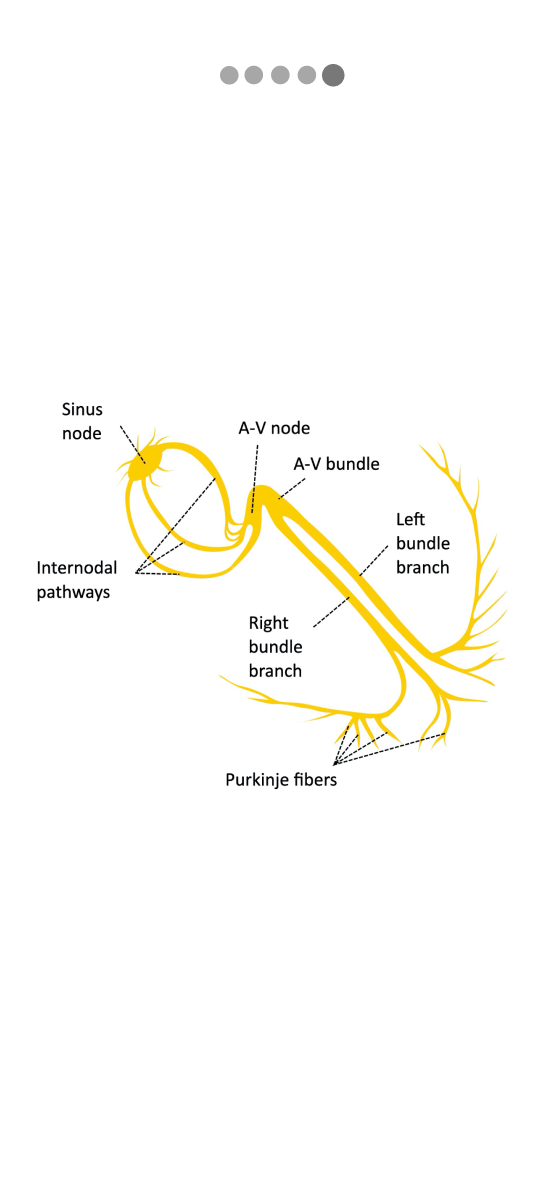 Sinus
node
A-V node
A-V bundle
Left
bundle
branch
Internodal
pathways
Right
bundle
branch
Purkinje fibers